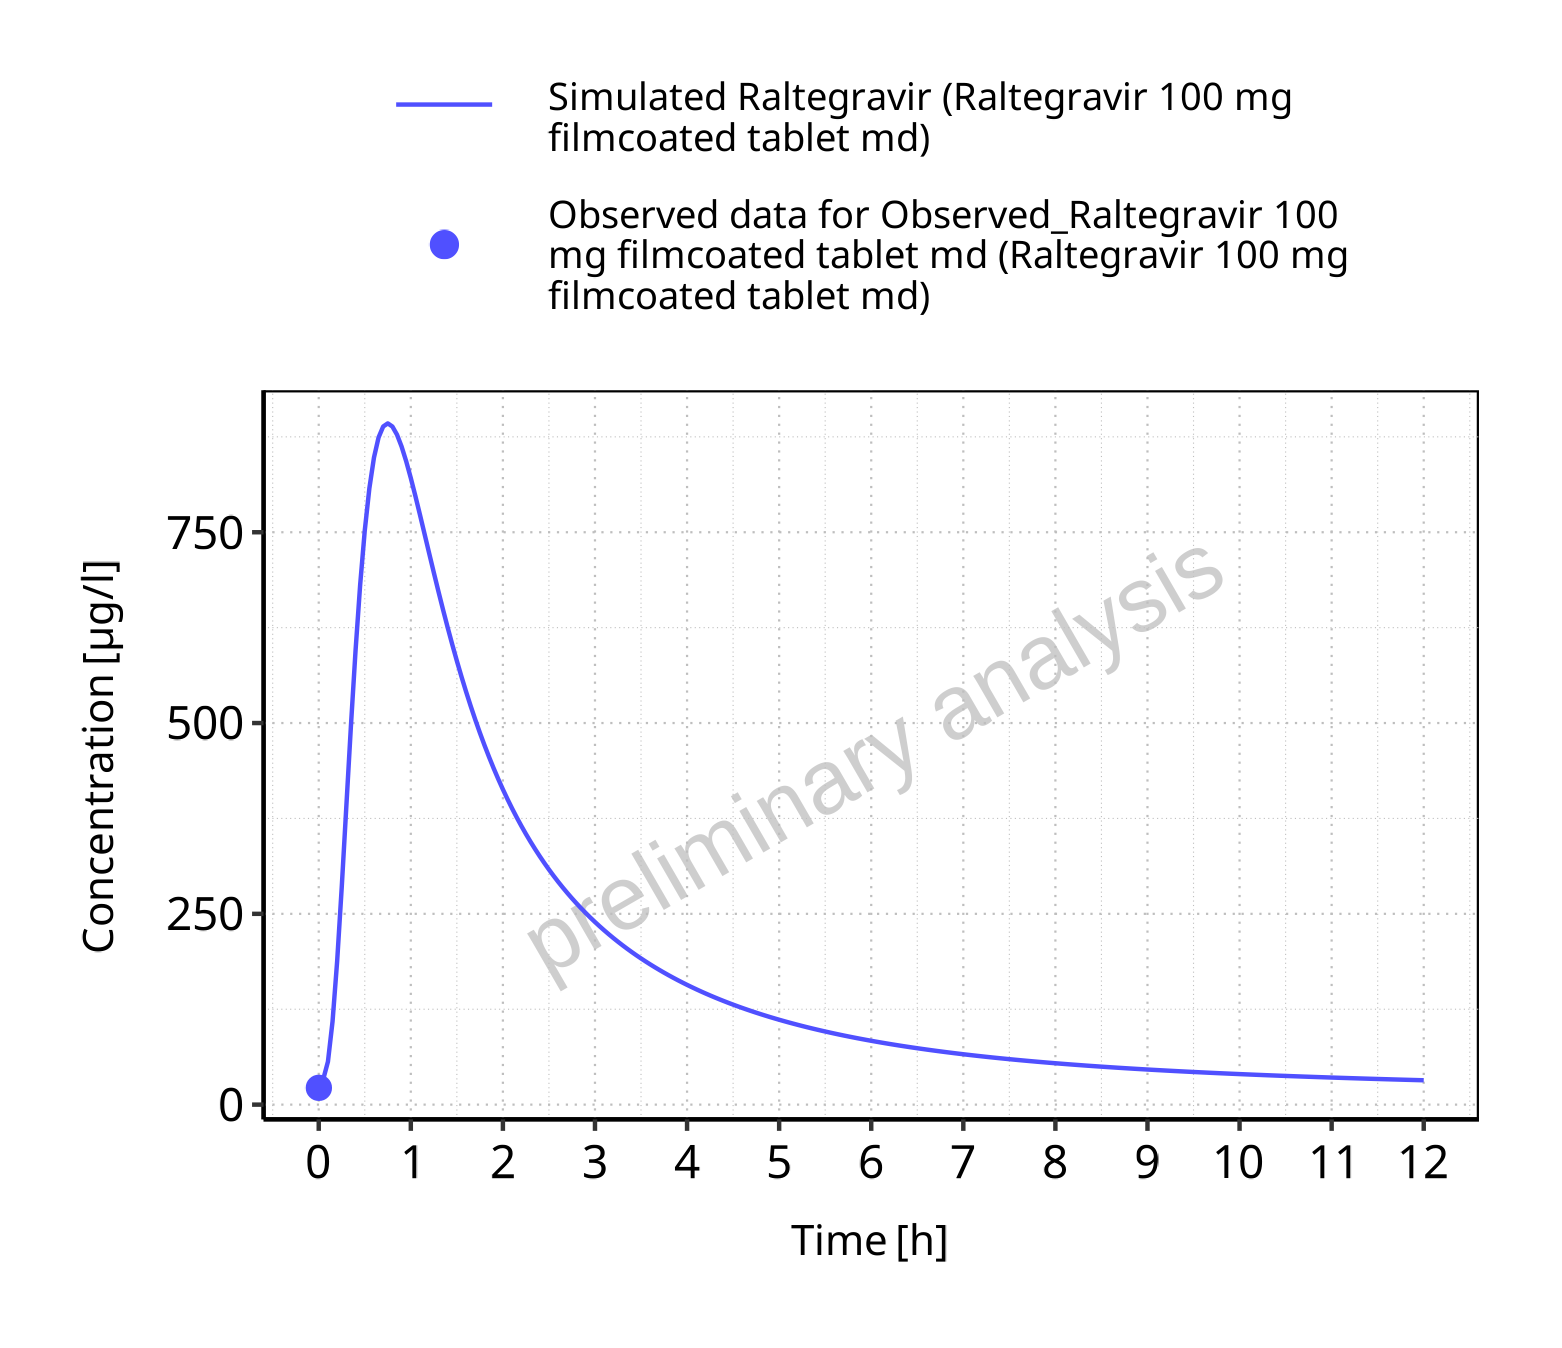 Simulated Raltegravir (Raltegravir 100 mg
filmcoated tablet md)
Observed data for Observed_Raltegravir 100
mg filmcoated tablet md (Raltegravir 100 mg
filmcoated tablet md)
750
500
250
0
Concentration [µg/l]
preliminary analysis
0 1 2 3 4 5 6 7 8 9 10 11 12
Time [h]